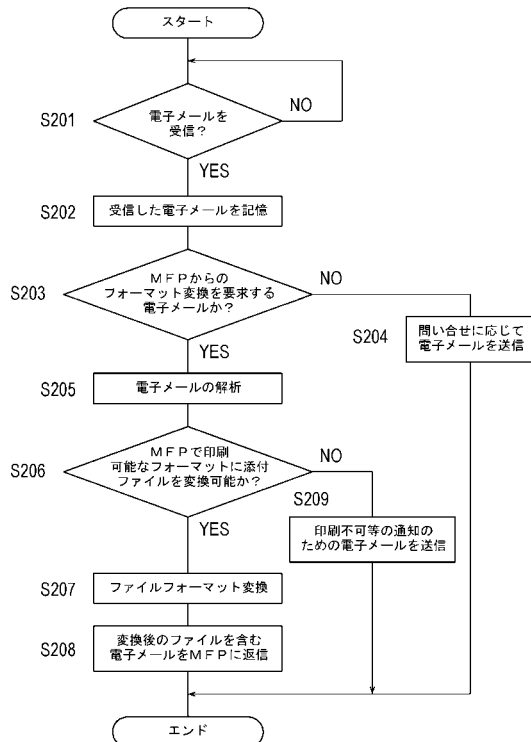 スタート
S201
電子メールを
受信?
NO
YES
S202
受信した電子メールを記憶
S203
MFPからの
フォーマット変換を要求する
電子メールか?
NO
YES
S204
問い合せに応じて
電子メールを送信
S205
電子メールの解析
S206
MFPで印刷
可能なフォーマットに添付
ファイルを変換可能か?
NO
YES
S209
印刷不可等の通知の
ための電子メールを送信
S207
ファイルフォーマット変換
S208
変換後のファイルを含む
電子メールをMFPに返信
エンド